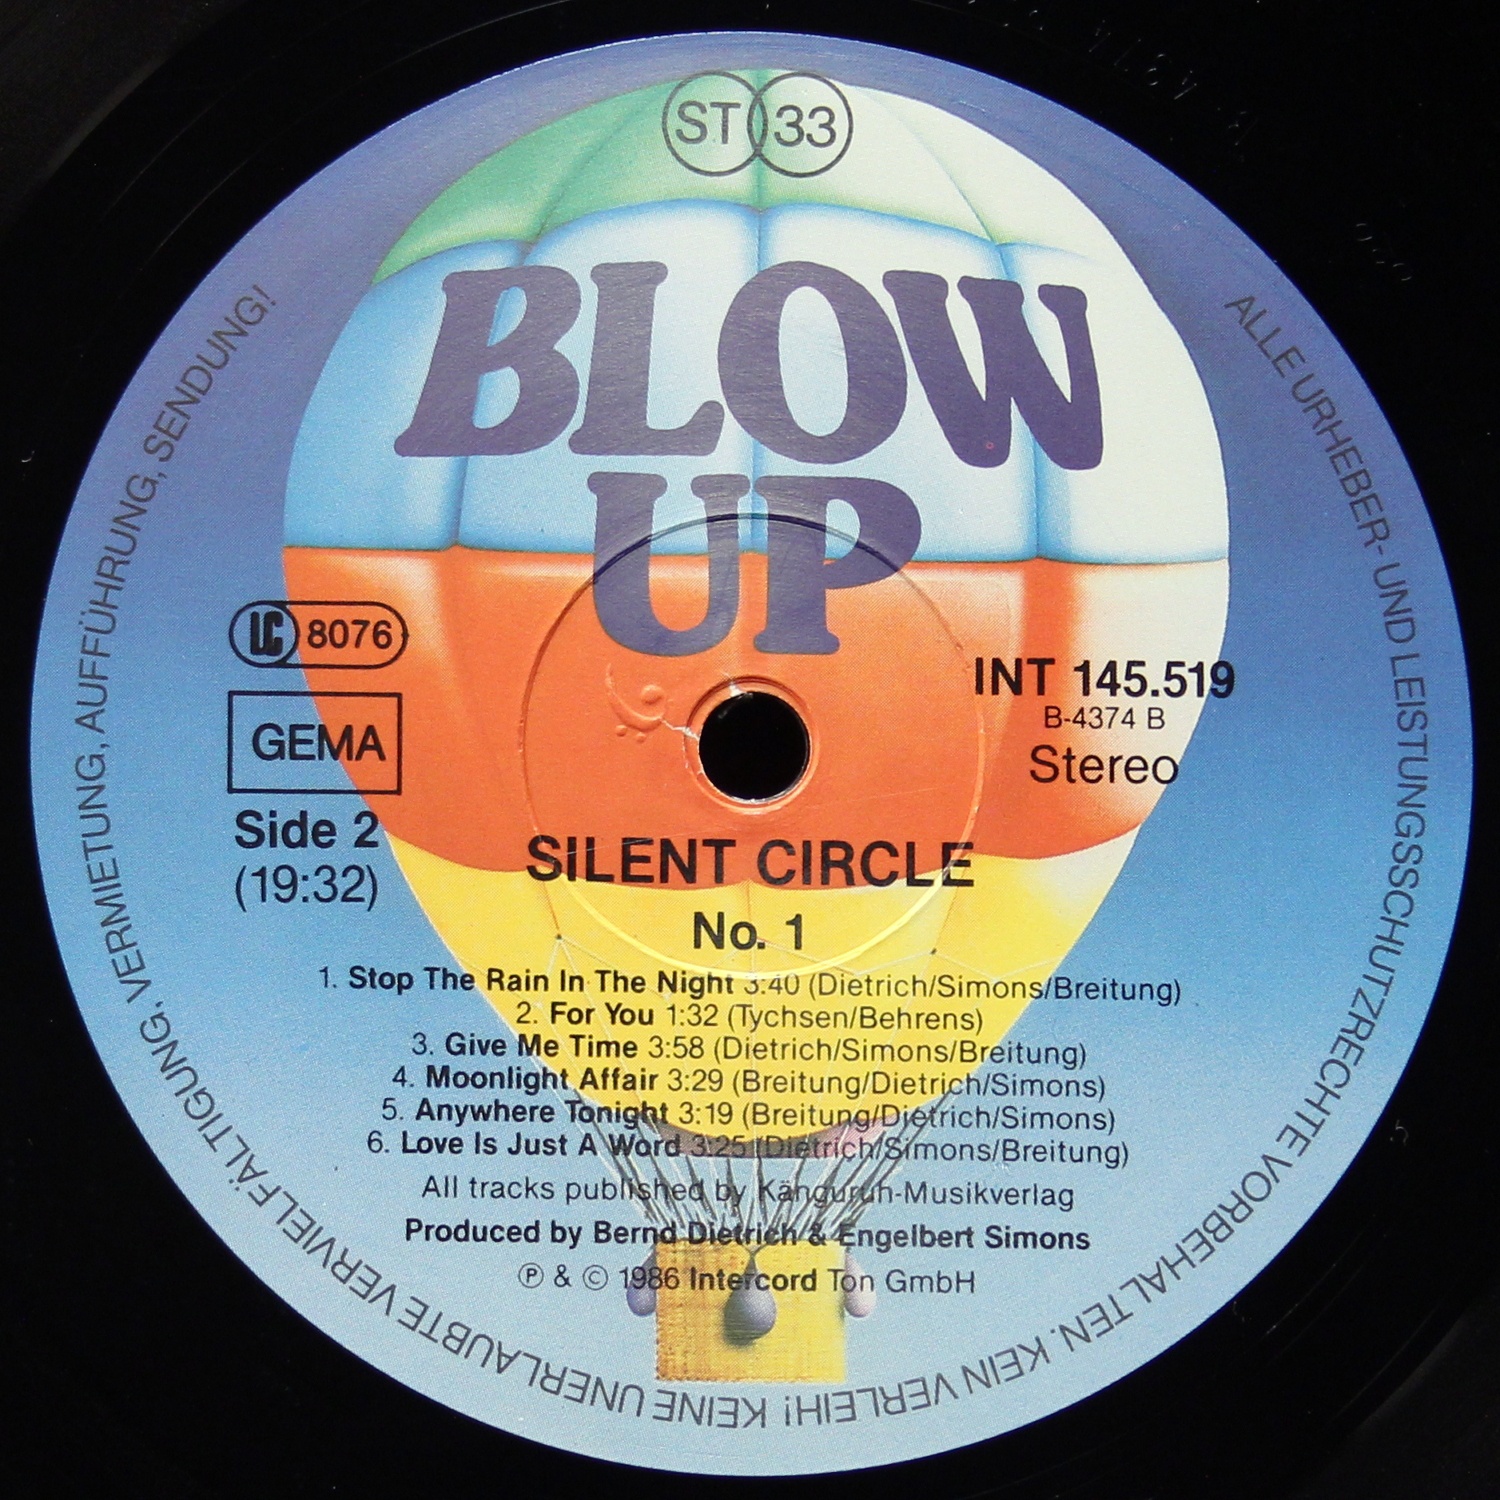 ST 33
BLOW
UP
LC 8076
GEMA
Side 2
(19:32)
INT 145.519
B-4374 B
Stereo
SILENT CIRCLE
No. 1
1. Stop The Rain In The Night 3:40 (Dietrich/Simons/Breitung)
2. For You 1:32 (Tychsen/Behrens)
3. Give Me Time 3:58 (Dietrich/Simons/Breitung)
4. Moonlight Affair 3:29 (Breitung/Dietrich/Simons)
5. Anywhere Tonight 3:19 (Breitung/Dietrich/Simons)
6. Love Is Just A Word 3:25 (Dietrich/Simons/Breitung)
All tracks published by Känguruh-Musikverlag
Produced by Bernd Dietrich & Engelbert Simons
Ⓟ & © 1986 Intercord Ton GmbH
ALLE URHEBER- UND LEISTUNGSSCHUTZRECHTE VORBEHALTEN. KEIN VERLEIH! KEINE UNERLAUBTE VERVIELFÄLTIGUNG, VERMIETUNG, AUFFÜHRUNG, SENDUNG!